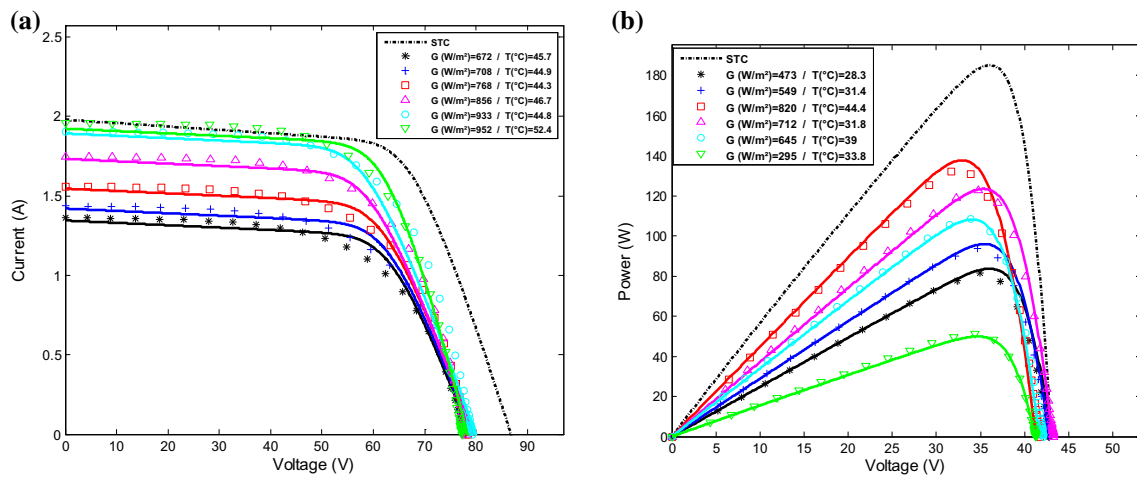 (a)
2.5
2
1.5
1
0.5
0
Current (A)
0 10 20 30 40 50 60 70 80 90
Voltage (V)
STC
G (W/m²)=672 / T(°C)=45.7
G (W/m²)=708 / T(°C)=44.9
G (W/m²)=768 / T(°C)=44.3
G (W/m²)=856 / T(°C)=46.7
G (W/m²)=933 / T(°C)=44.8
G (W/m²)=952 / T(°C)=52.4
(b)
180
160
140
120
100
80
60
40
20
0
Power (W)
0 5 10 15 20 25 30 35 40 45 50
Voltage (V)
STC
G (W/m²)=473 / T(°C)=28.3
G (W/m²)=549 / T(°C)=31.4
G (W/m²)=820 / T(°C)=44.4
G (W/m²)=712 / T(°C)=31.8
G (W/m²)=645 / T(°C)=39
G (W/m²)=295 / T(°C)=33.8